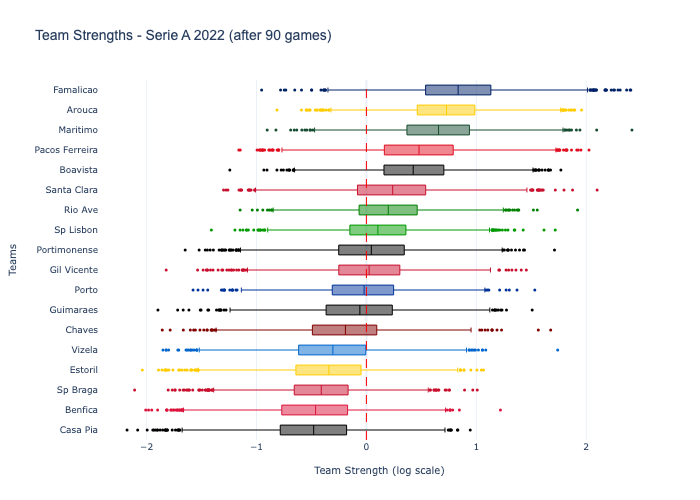 Team Strengths - Serie A 2022 (after 90 games)
Famalicao
Arouca
Maritimo
Pacos Ferreira
Boavista
Santa Clara
Rio Ave
Sp Lisbon
Portimonense
Gil Vicente
Porto
Guimaraes
Chaves
Vizela
Estoril
Sp Braga
Benfica
Casa Pia
Teams
−2
−1
0
1
2
Team Strength (log scale)